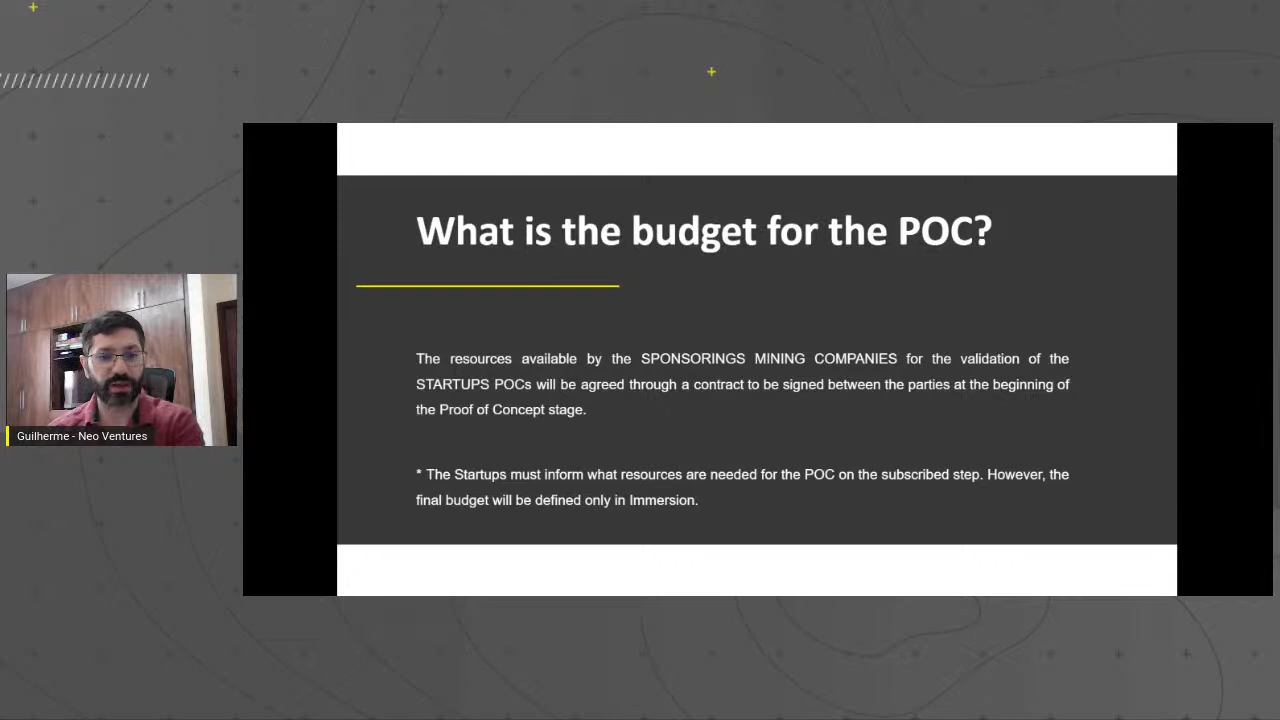 What is the budget for the POC?
The resources available by the SPONSORINGS MINING COMPANIES for the validation of the
STARTUPS POCs will be agreed through a contract to be signed between the parties at the beginning of
the Proof of Concept stage.
* The Startups must inform what resources are needed for the POC on the subscribed step. However, the
final budget will be defined only in Immersion.
Guilherme - Neo Ventures